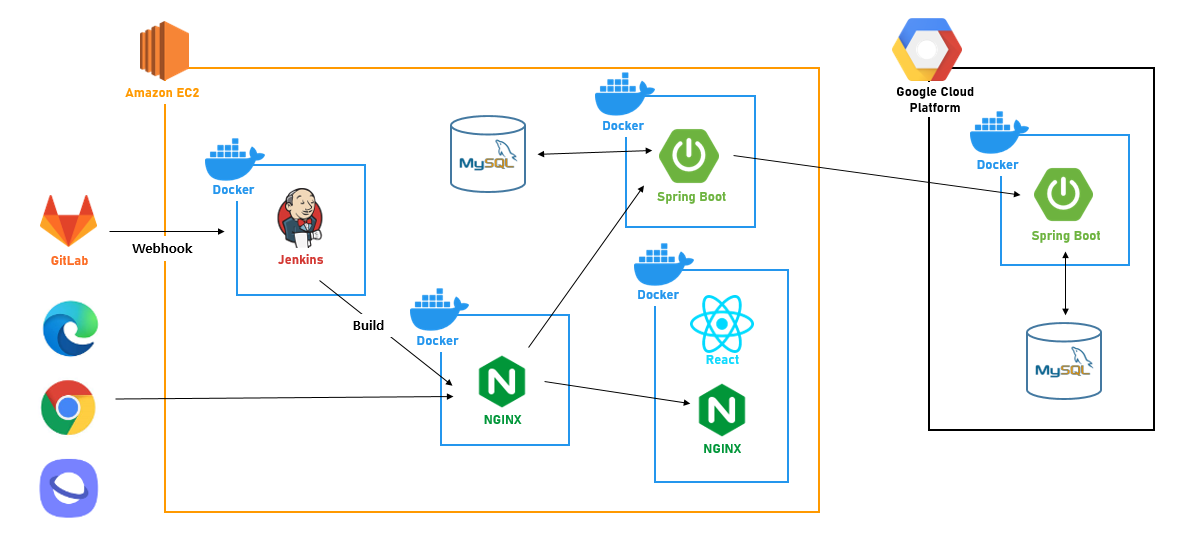 Amazon EC2
Google Cloud
Platform
Docker
MySQL
Spring Boot
Docker
Spring Boot
Docker
Jenkins
GitLab
Webhook
Build
Docker
NGINX
Docker
React
NGINX
MySQL